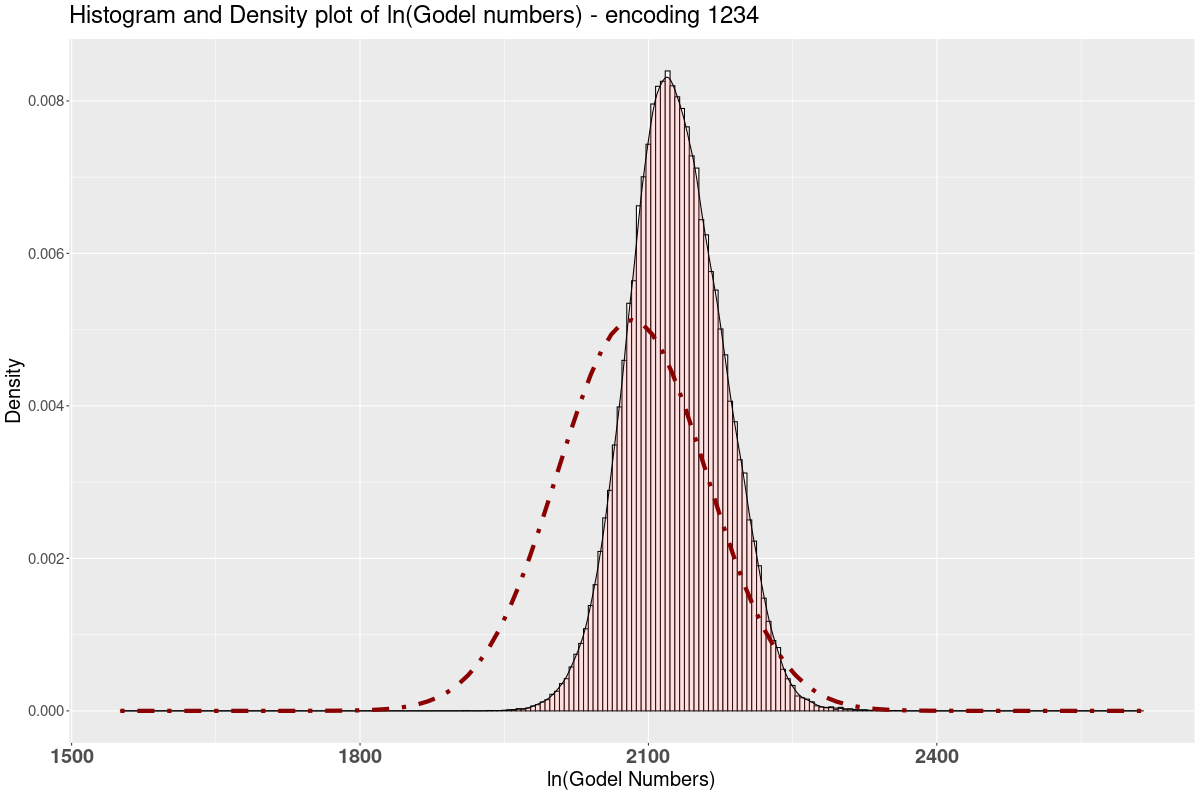 Histogram and Density plot of ln(Godel numbers) - encoding 1234
Density
0.008
0.006
0.004
0.002
0.000
1500 1800 2100 2400
ln(Godel Numbers)